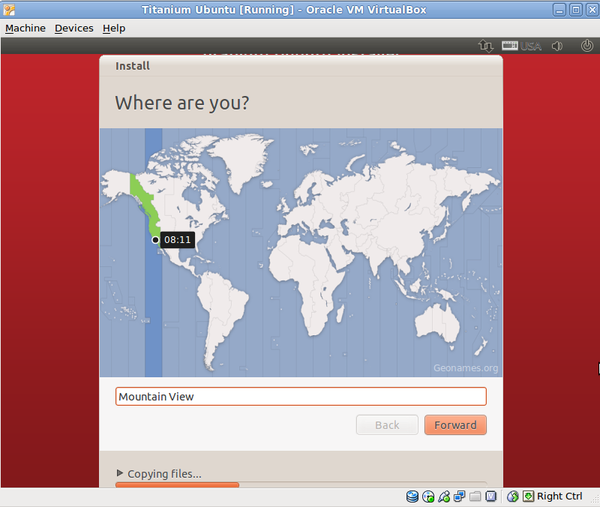 Titanium Ubuntu [Running] - Oracle VM VirtualBox
Machine Devices Help
USA
Install
Where are you?
08:11
Geonames.org
Mountain View
Back Forward
Copying files...
Right Ctrl